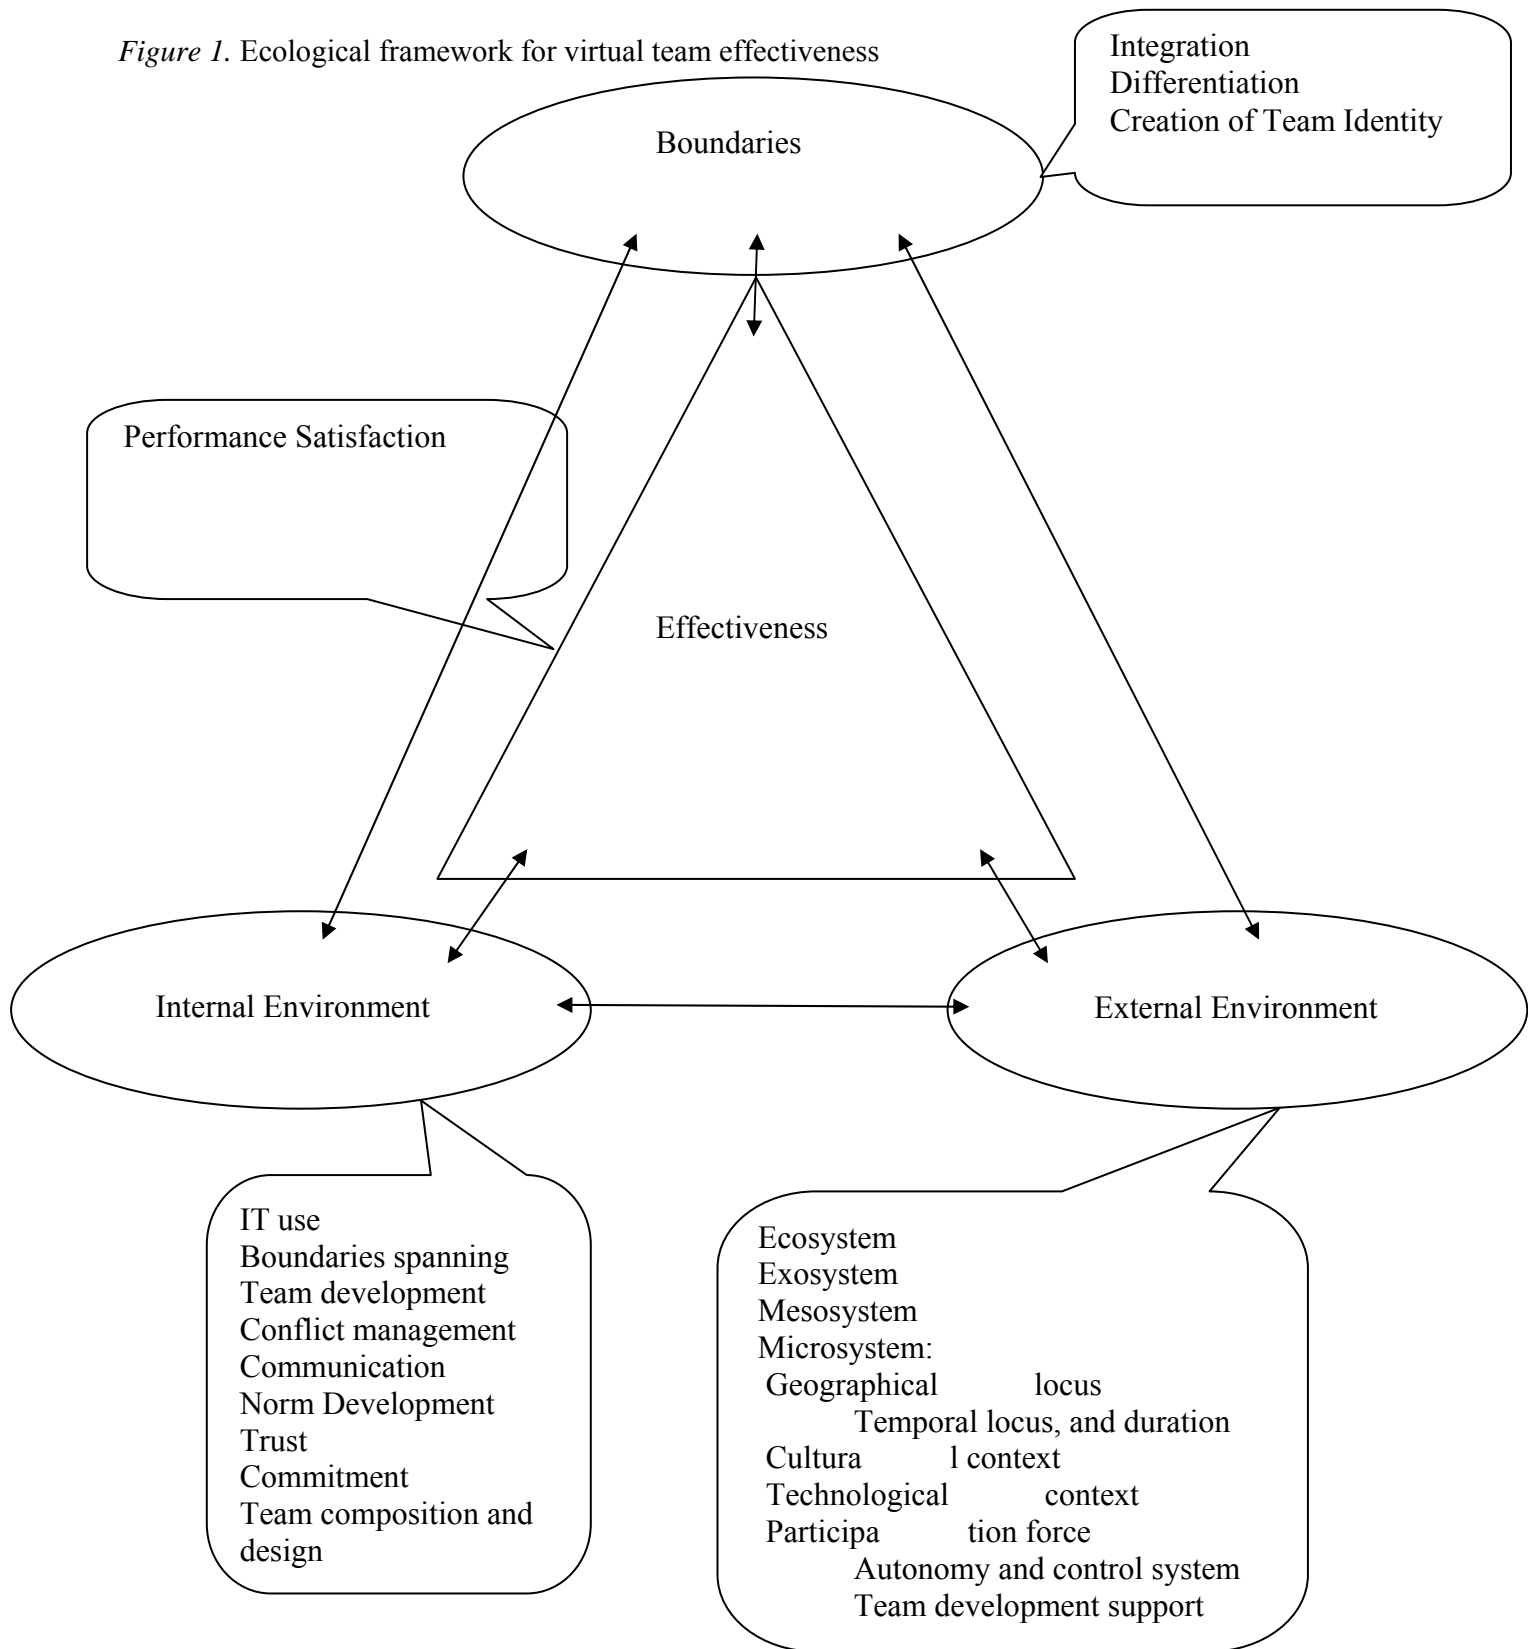 Figure 1. Ecological framework for virtual team effectiveness
Integration
Differentiation
Creation of Team Identity
Boundaries
Performance Satisfaction
Effectiveness
Internal Environment
External Environment
IT use
Boundaries spanning
Team development
Conflict management
Communication
Norm Development
Trust
Commitment
Team composition and
design
Ecosystem
Exosystem
Mesosystem
Microsystem:
Geographical locus
Temporal locus, and duration
Cultura l context
Technological context
Participa tion force
Autonomy and control system
Team development support